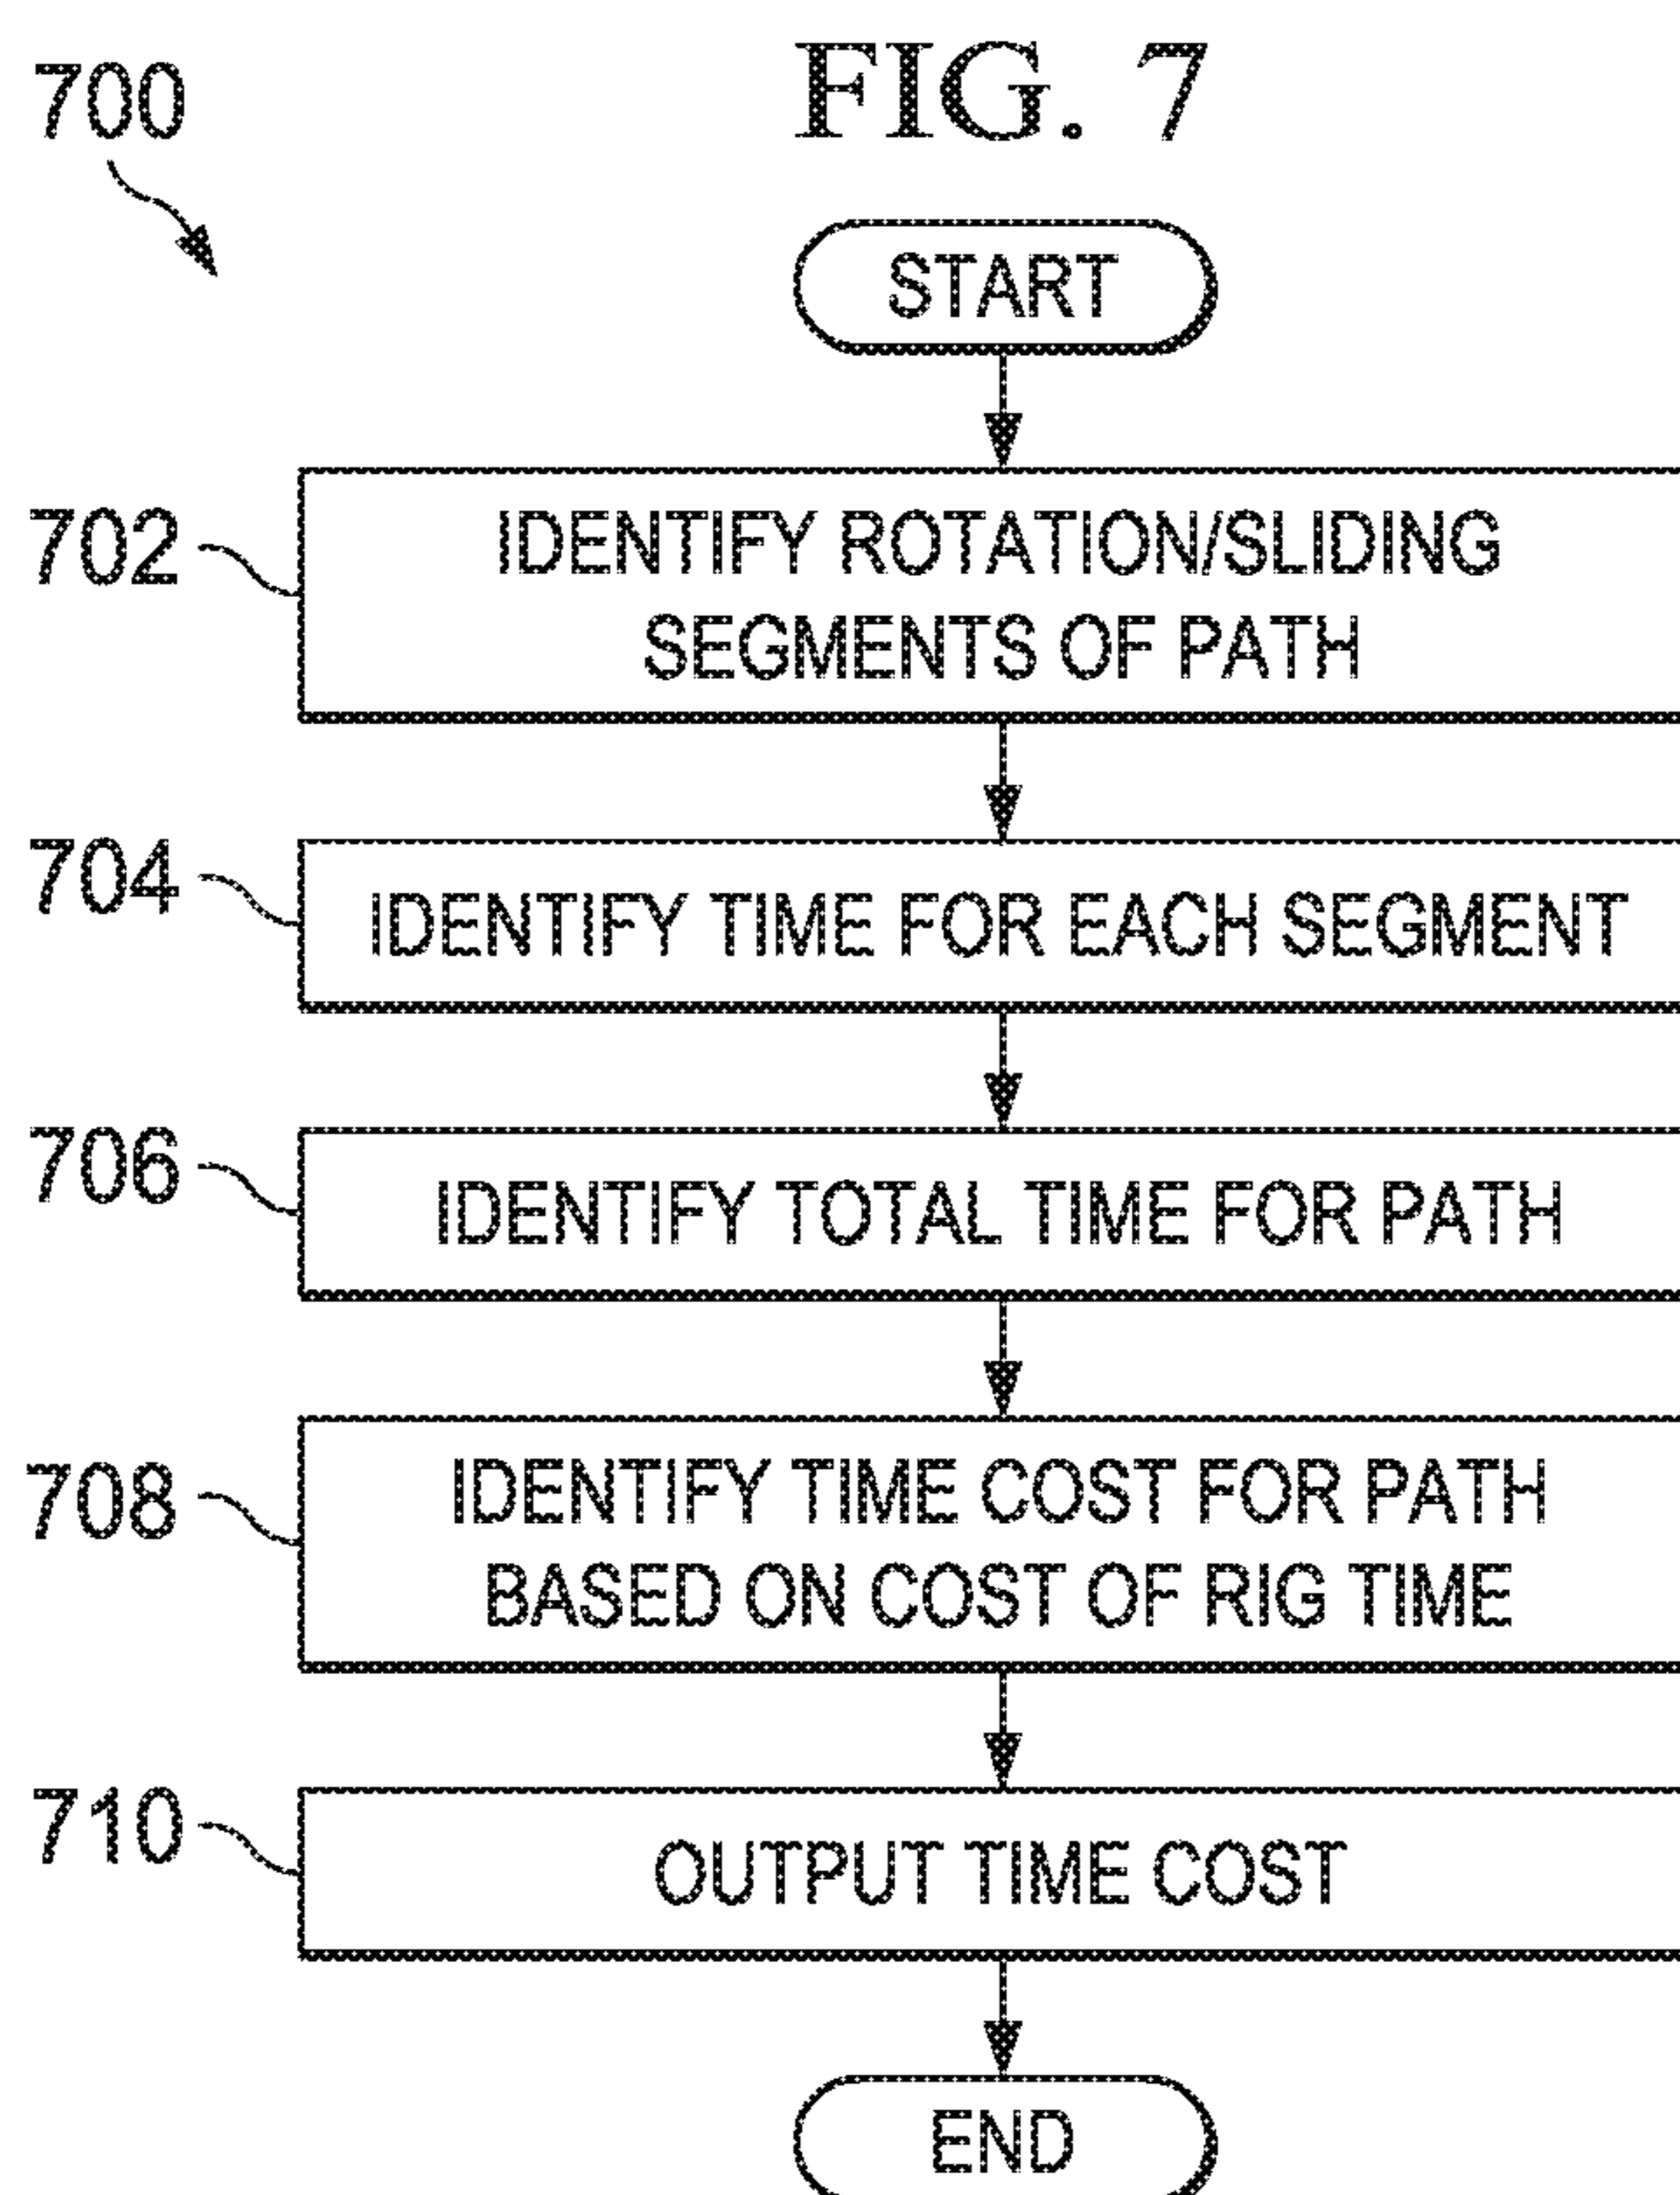 FIG. 7
700
START
702
IDENTIFY ROTATION/SLIDING
SEGMENTS OF PATH
704
IDENTIFY TIME FOR EACH SEGMENT
706
IDENTIFY TOTAL TIME FOR PATH
708
IDENTIFY TIME COST FOR PATH
BASED ON COST OF RIG TIME
710
OUTPUT TIME COST
END